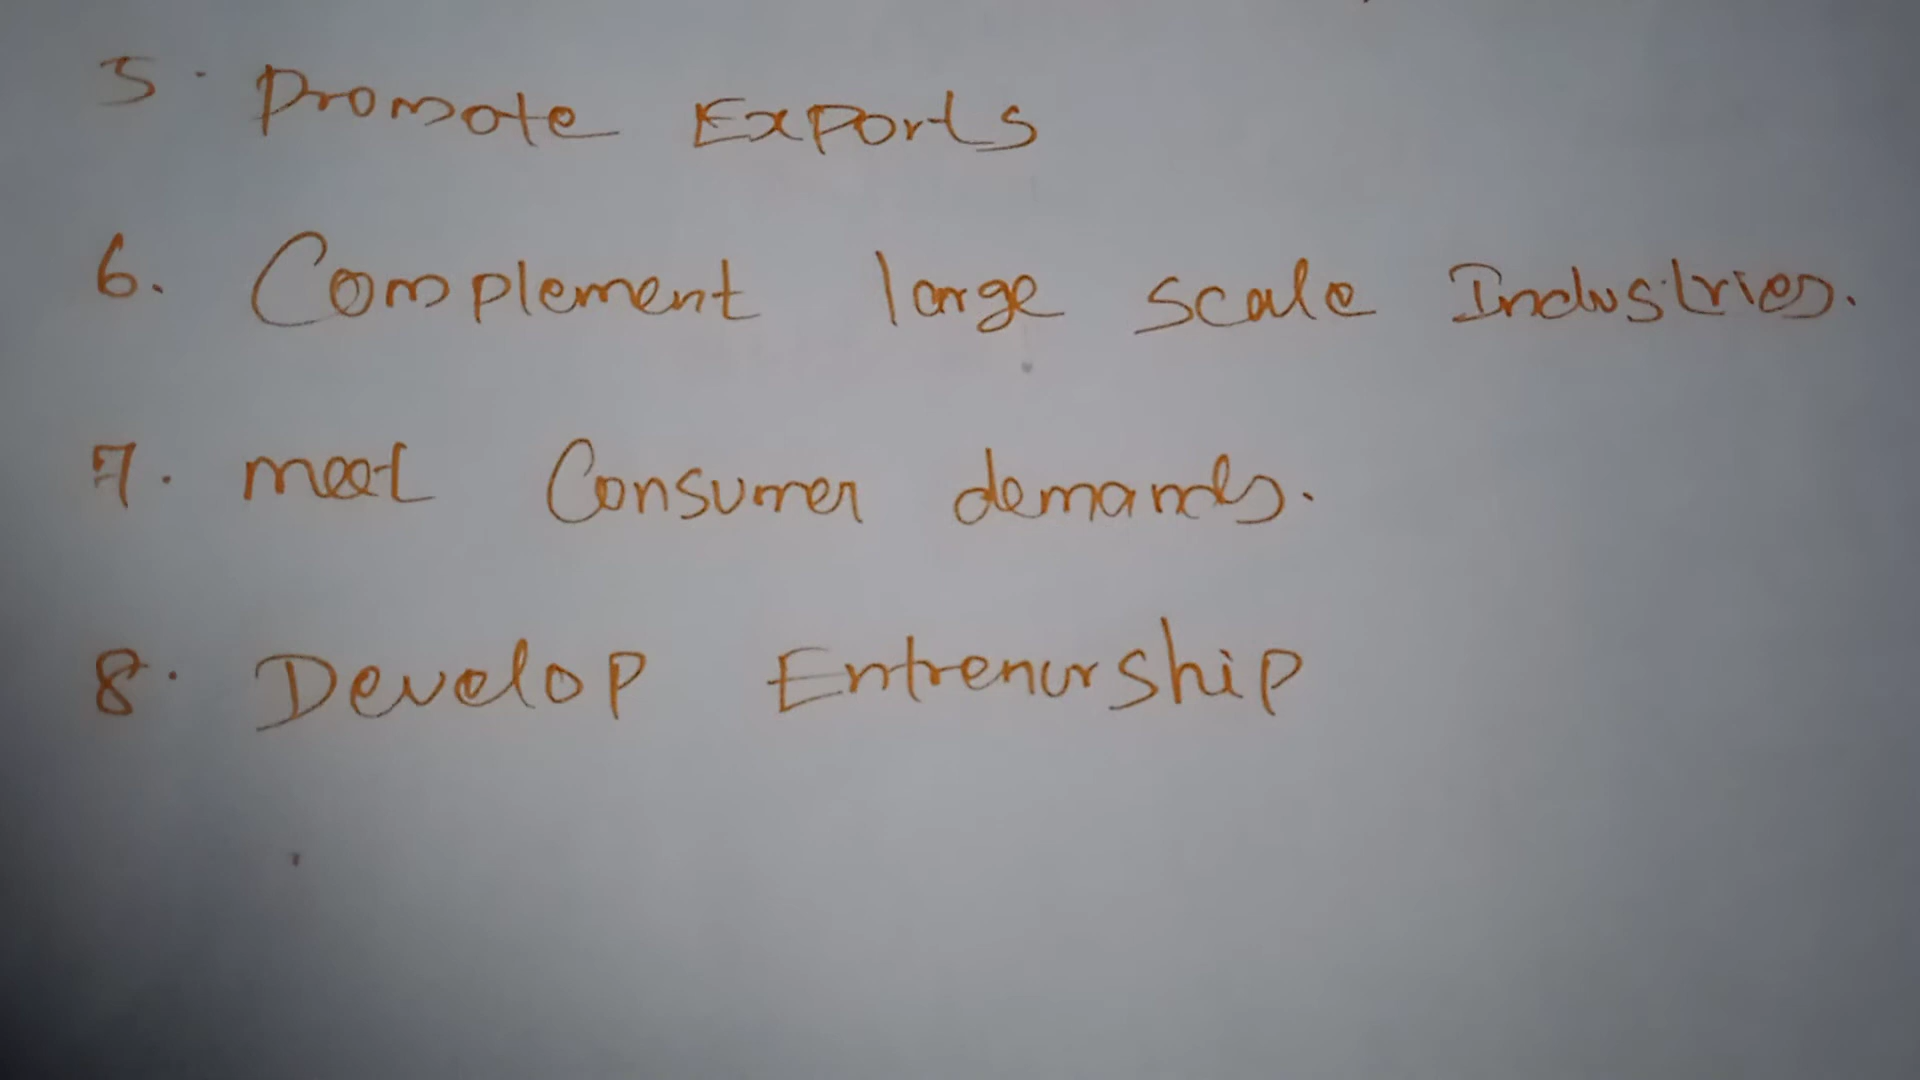 5. Promote Exports
6. Complement large scale Industries.
7. meet Consumer demands.
8. Develop Entrenurship